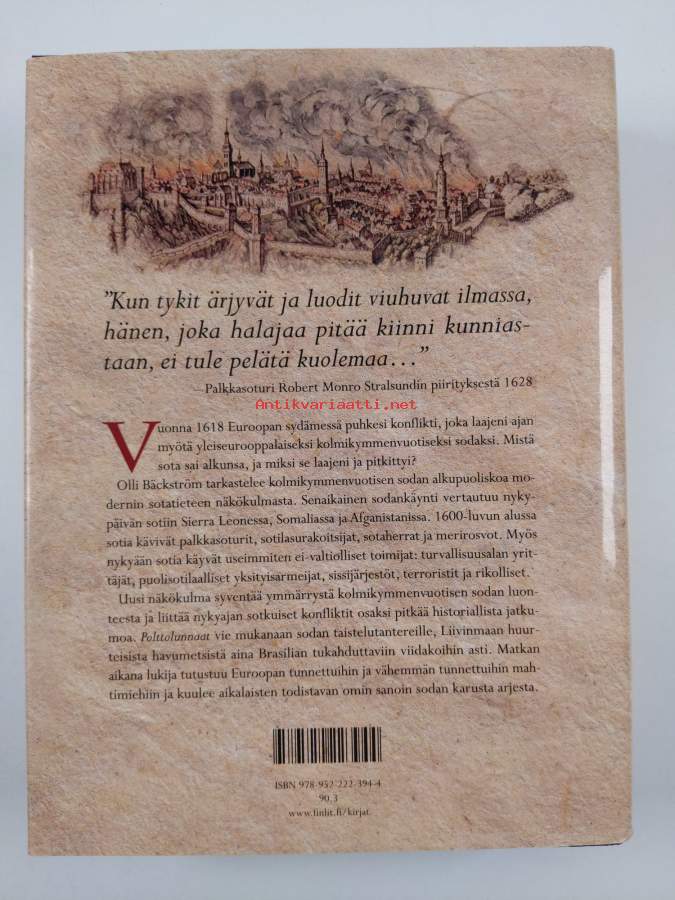 ”Kun tykit ärjyvät ja luodit viuhuvat ilmassa,
hänen, joka halajaa pitää kiinni kunnias-
taan, ei tule pelätä kuolemaa…”
—Palkkasoturi Robert Monro Stralsundin piirityksestä 1628
Antikvariaatti.net
Vuonna 1618 Euroopan sydämessä puhkesi konflikti, joka laajeni ajan
myötä yleiseurooppalaiseksi kolmikymmenvuotiseksi sodaksi. Mistä
sota sai alkunsa, ja miksi se laajeni ja pitkittyi?
Olli Bäckström tarkastelee kolmikymmenvuotisen sodan alkupuoliskoa mo-
dernin sotatieteen näkökulmasta. Senaikainen sodankäynti vertautuu nyky-
päivän sotiin Sierra Leonessa, Somaliassa ja Afganistanissa. 1600-luvun alussa
sotia kävivät palkkasoturit, sotilasurakoitsijat, sotaherrat ja merirosvot. Myös
nykyään sotia käyvät useimmiten ei-valtiolliset toimijat: turvallisuusalan yrit-
täjät, puolisotilaalliset yksityisarmeijat, sissijärjestöt, terroristit ja rikolliset.
Uusi näkökulma syventää ymmärrystä kolmikymmenvuotisen sodan luon-
teesta ja liittää nykyajan sotkuiset konfliktit osaksi pitkää historiallista jatku-
moa. Polttolunnaat vie mukanaan sodan taistelutantereille, Liivinmaan huur-
teisista havumetsistä aina Brasilian tukahduttaviin viidakoihin asti. Matkan
aikana lukija tutustuu Euroopan tunnettuihin ja vähemmän tunnettuihin mah-
timiehiin ja kuulee aikalaisten todistavan omin sanoin sodan karusta arjesta.
ISBN 978-952-222-394-4
90.3
www.finlit.fi/kirjat